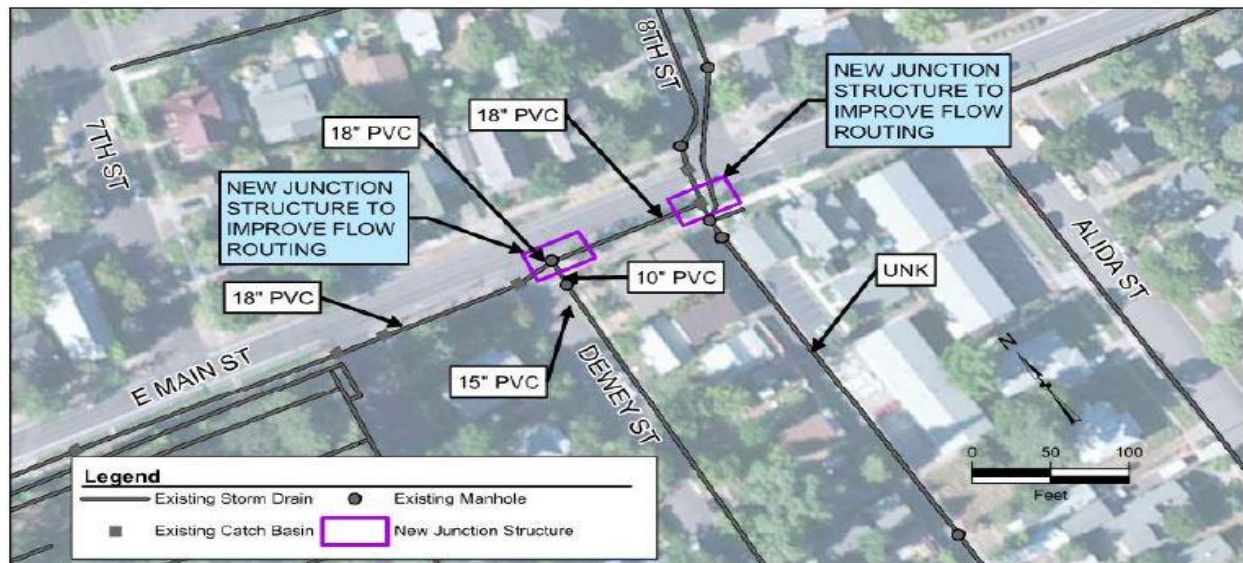 8TH ST
NEW JUNCTION
STRUCTURE TO
IMPROVE FLOW
ROUTING
7TH ST
18" PVC
18" PVC
NEW JUNCTION
STRUCTURE TO
IMPROVE FLOW
ROUTING
ALIDA ST
10" PVC
UNK
18" PVC
E MAIN ST
15" PVC
DEWEY ST
N
0 50 100
Feet
Legend
Existing Storm Drain
Existing Manhole
Existing Catch Basin
New Junction Structure